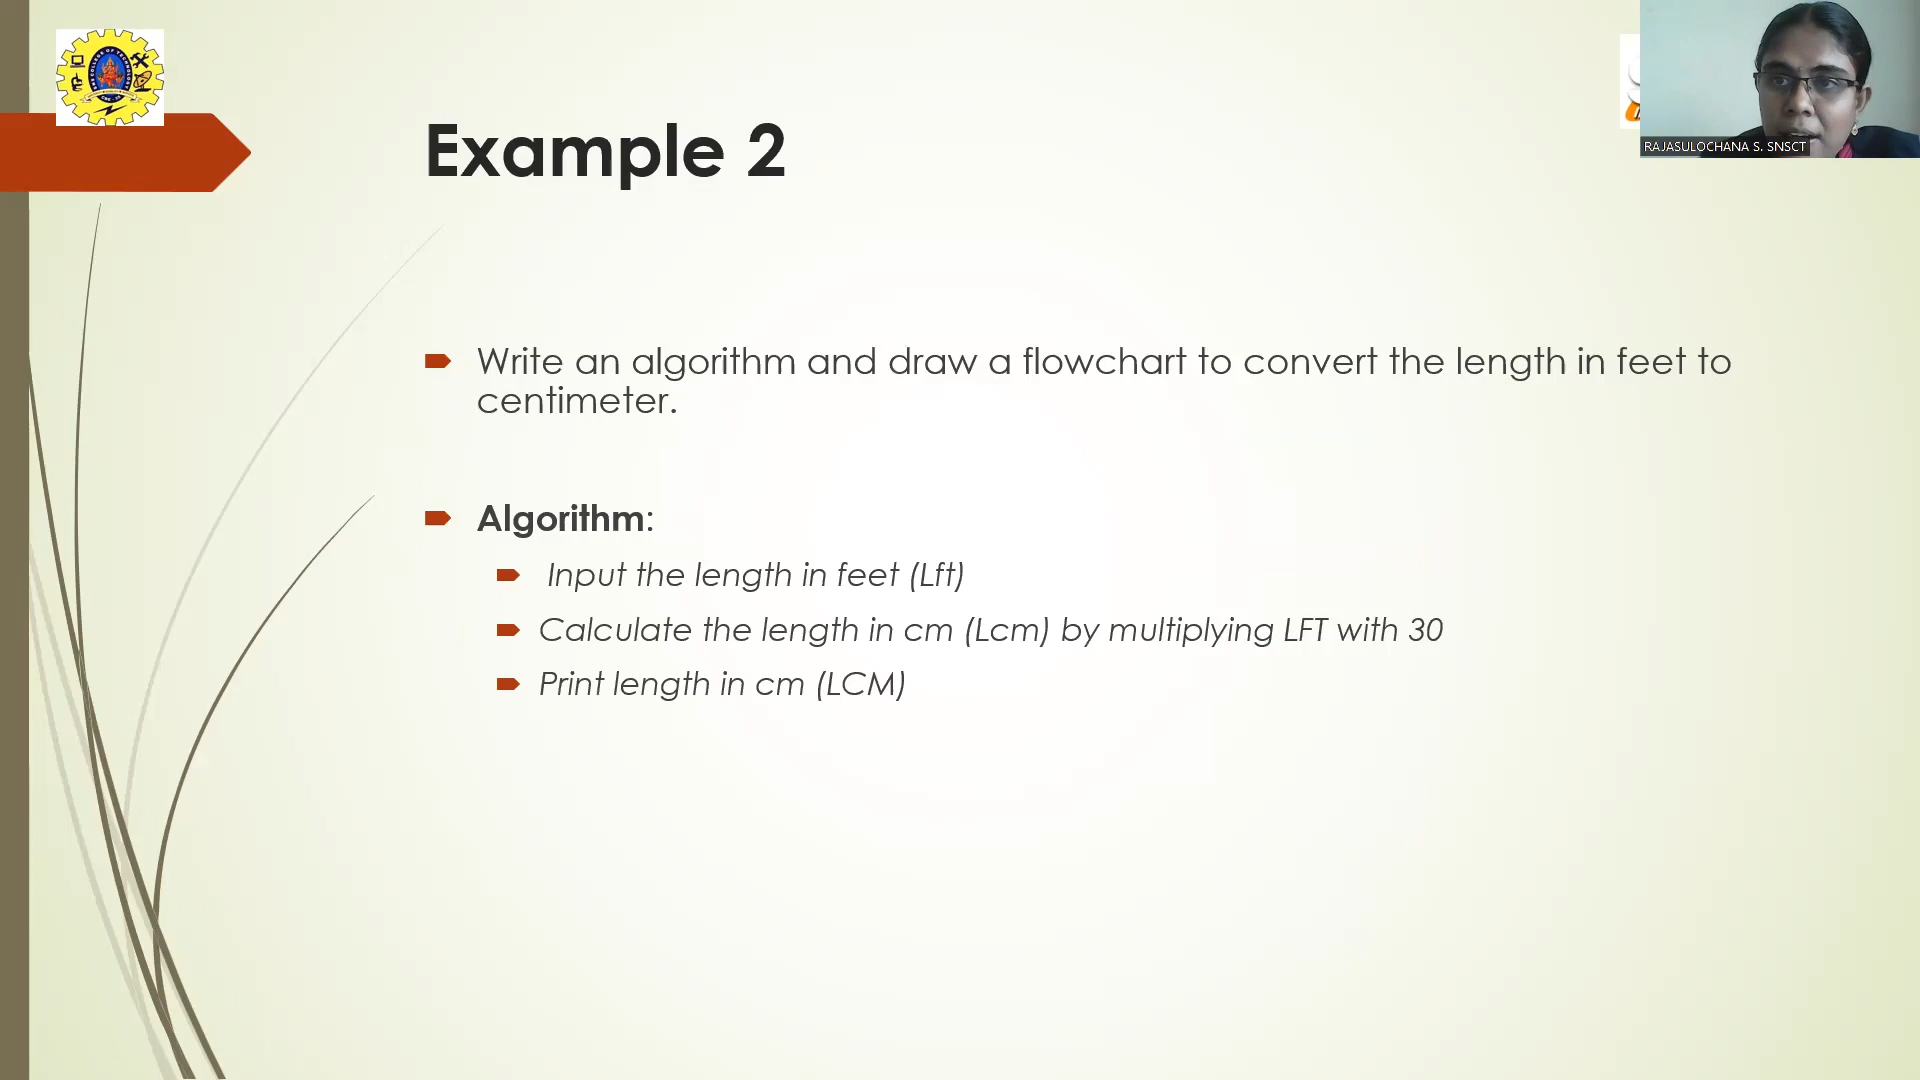 Example 2
RAJASULOCHANA S. SNSCT
Write an algorithm and draw a flowchart to convert the length in feet to
centimeter.
Algorithm:
Input the length in feet (Lft)
Calculate the length in cm (Lcm) by multiplying LFT with 30
Print length in cm (LCM)